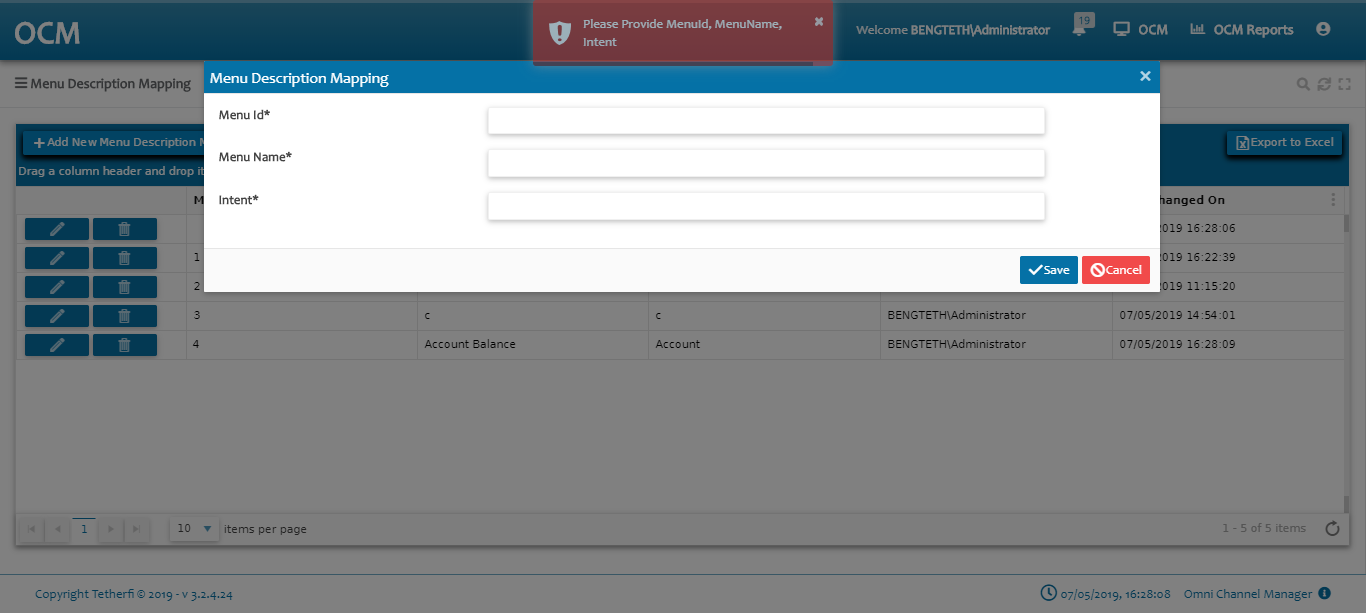 OCM
Please Provide MenuId, MenuName,
Intent
Welcome BENGTETH\Administrator
19
OCM
OCM Reports
Menu Description Mapping
Menu Description Mapping
Menu Id*
Menu Name*
Intent*
Save
Cancel
Add New Menu Description
Export to Excel
Drag a column header and drop it
M
hanged On
2019 16:28:06
1
2019 16:22:39
2
2019 11:15:20
3 c c BENGTETH\Administrator 07/05/2019 14:54:01
4 Account Balance Account BENGTETH\Administrator 07/05/2019 16:28:09
1
10
items per page
1 - 5 of 5 items
Copyright Tetherfi © 2019 - v 3.2.4.24
07/05/2019, 16:28:08
Omni Channel Manager